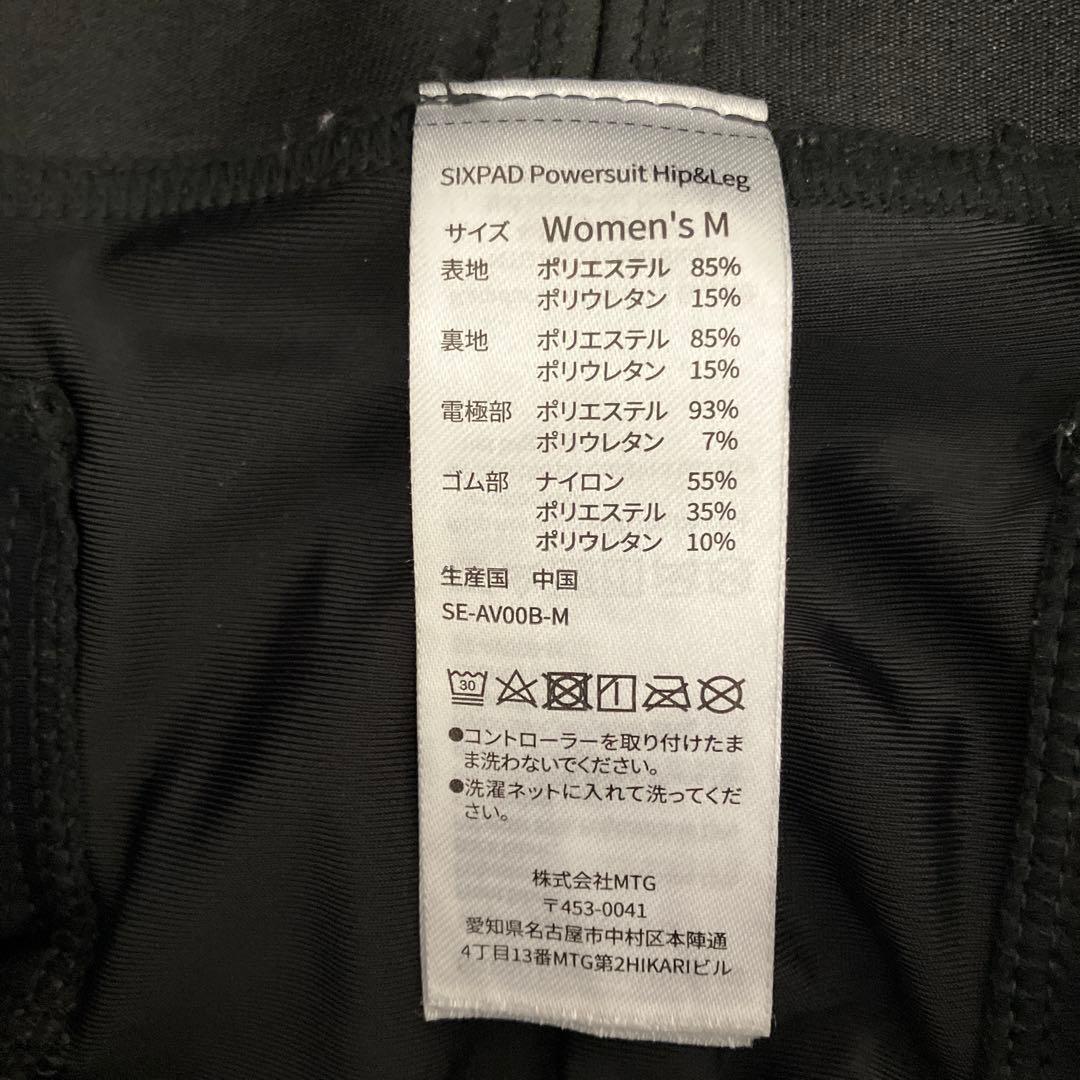 SIXPAD Powersuit Hip&Leg
サイズ Women's M
表地 ポリエステル 85%
ポリウレタン 15%
裏地 ポリエステル 85%
ポリウレタン 15%
電極部 ポリエステル 93%
ポリウレタン 7%
ゴム部 ナイロン 55%
ポリエステル 35%
ポリウレタン 10%
生産国 中国
SE-AV00B-M
30
●コントローラーを取り付けたま
ま洗わないでください。
●洗濯ネットに入れて洗ってくだ
さい。
株式会社MTG
〒453-0041
愛知県名古屋市中村区本陣通
4丁目13番MTG第2HIKARIビル